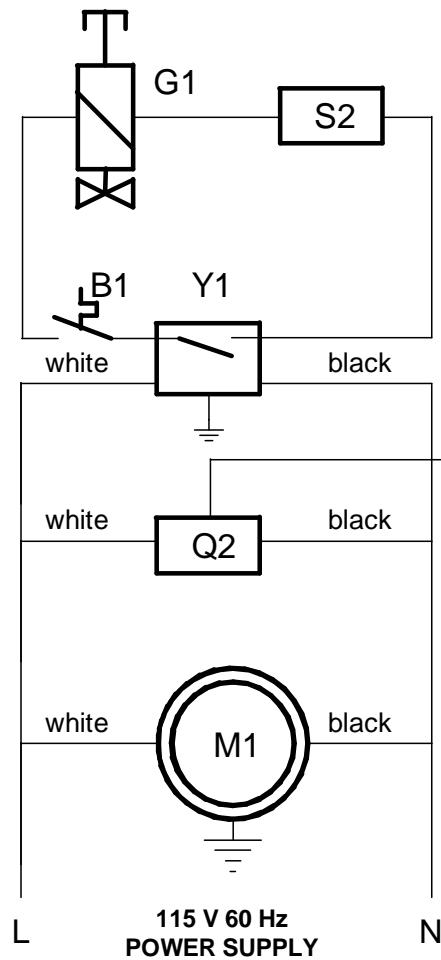 G1
S2
B1 Y1
white black
white Q2 black
white M1 black
L 115 V 60 Hz N
POWER SUPPLY